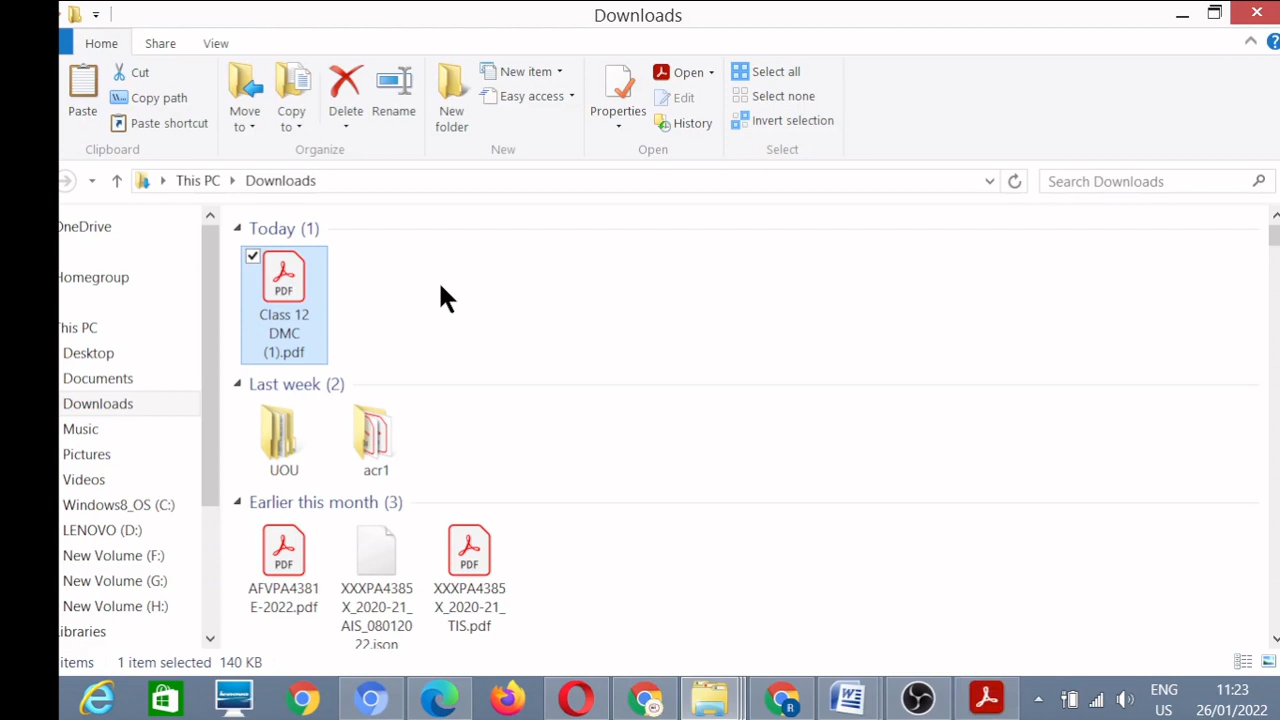 Downloads
Home Share View
Paste
Cut
Copy path
Paste shortcut
Clipboard
Move to
Copy to
Delete
Rename
Organize
New folder
New item
Easy access
New
Properties
Open
Edit
History
Open
Select all
Select none
Invert selection
Select
This PC Downloads
Search Downloads
OneDrive
Homegroup
This PC
Desktop
Documents
Downloads
Music
Pictures
Videos
Windows8_OS (C:)
LENOVO (D:)
New Volume (F:)
New Volume (G:)
New Volume (H:)
Libraries
Today (1)
PDF
Class 12
DMC
(1).pdf
Last week (2)
UOU
acr1
Earlier this month (3)
PDF
AFVPA4381
E-2022.pdf
XXXPA4385
X_2020-21_
AIS_080120
22.json
PDF
XXXPA4385
X_2020-21_
TIS.pdf
items 1 item selected 140 KB
lenovo
R
W
ENG
US
11:23
26/01/2022